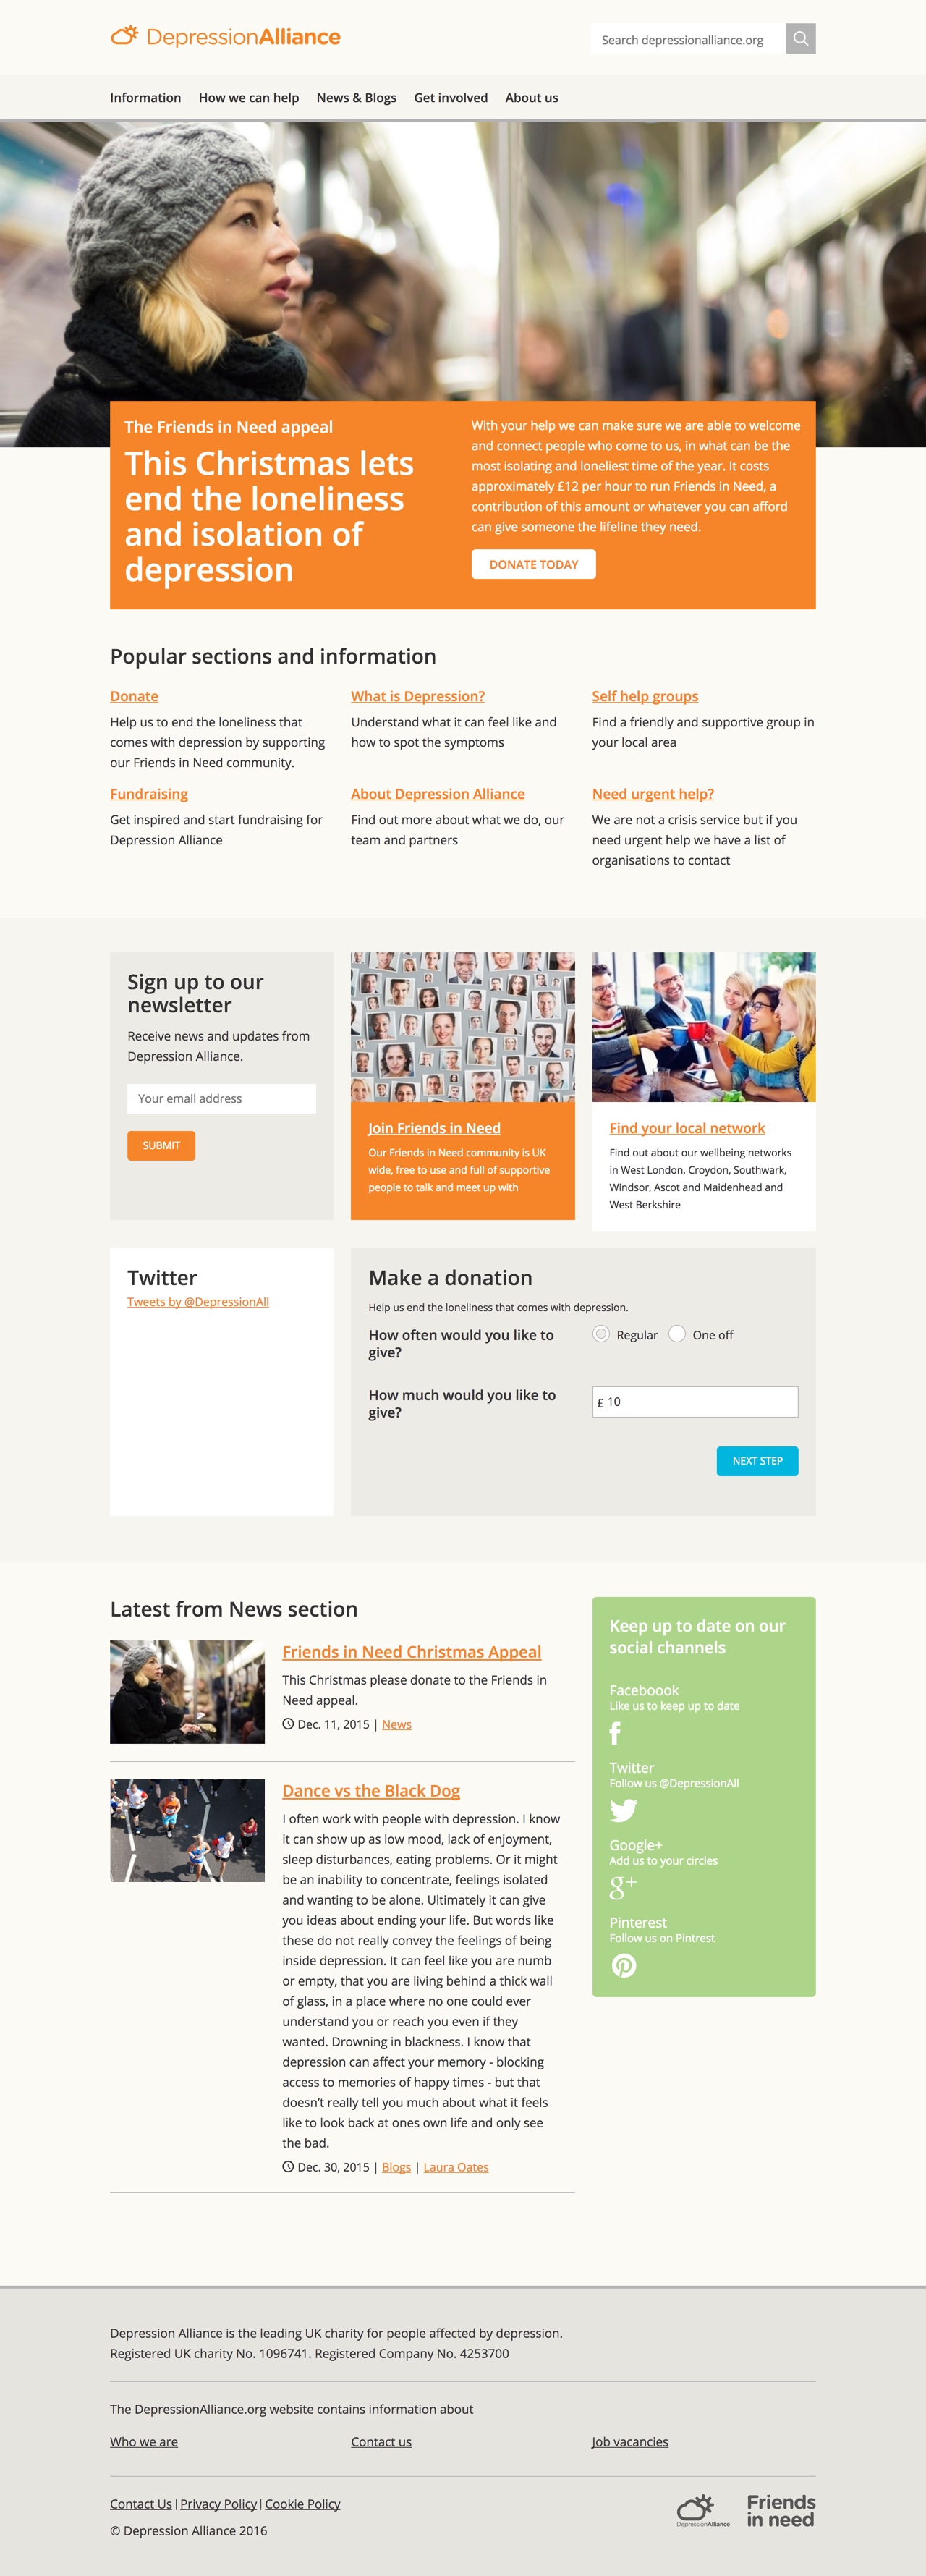 DepressionAlliance
Search depressionalliance.org
Information How we can help News & Blogs Get involved About us
The Friends in Need appeal
This Christmas lets
end the loneliness
and isolation of
depression
With your help we can make sure we are able to welcome
and connect people who come to us, in what can be the
most isolating and loneliest time of the year. It costs
approximately £12 per hour to run Friends in Need, a
contribution of this amount or whatever you can afford
can give someone the lifeline they need.
DONATE TODAY
Popular sections and information
Donate
Help us to end the loneliness that
comes with depression by supporting
our Friends in Need community.
What is Depression?
Understand what it can feel like and
how to spot the symptoms
Self help groups
Find a friendly and supportive group in
your local area
Fundraising
Get inspired and start fundraising for
Depression Alliance
About Depression Alliance
Find out more about what we do, our
team and partners
Need urgent help?
We are not a crisis service but if you
need urgent help we have a list of
organisations to contact
Sign up to our
newsletter
Receive news and updates from
Depression Alliance.
Your email address
SUBMIT
Join Friends in Need
Our Friends in Need community is UK
wide, free to use and full of supportive
people to talk and meet up with
Find your local network
Find out about our wellbeing networks
in West London, Croydon, Southwark,
Windsor, Ascot and Maidenhead and
West Berkshire
Twitter
Tweets by @DepressionAll
Make a donation
Help us end the loneliness that comes with depression.
How often would you like to
give?
Regular One off
How much would you like to
give?
£ 10
NEXT STEP
Latest from News section
Friends in Need Christmas Appeal
This Christmas please donate to the Friends in
Need appeal.
Dec. 11, 2015 | News
Dance vs the Black Dog
I often work with people with depression. I know
it can show up as low mood, lack of enjoyment,
sleep disturbances, eating problems. Or it might
be an inability to concentrate, feelings isolated
and wanting to be alone. Ultimately it can give
you ideas about ending your life. But words like
these do not really convey the feelings of being
inside depression. It can feel like you are numb
or empty, that you are living behind a thick wall
of glass, in a place where no one could ever
understand you or reach you even if they
wanted. Drowning in blackness. I know that
depression can affect your memory - blocking
access to memories of happy times - but that
doesn't really tell you much about what it feels
like to look back at ones own life and only see
the bad.
Dec. 30, 2015 | Blogs | Laura Oates
Keep up to date on our
social channels
Faceboook
Like us to keep up to date
Twitter
Follow us @DepressionAll
Google+
Add us to your circles
g+
Pinterest
Follow us on Pintrest
Depression Alliance is the leading UK charity for people affected by depression.
Registered UK charity No. 1096741. Registered Company No. 4253700
The DepressionAlliance.org website contains information about
Who we are Contact us Job vacancies
Contact Us | Privacy Policy | Cookie Policy
© Depression Alliance 2016
DepressionAlliance
Friends
in need